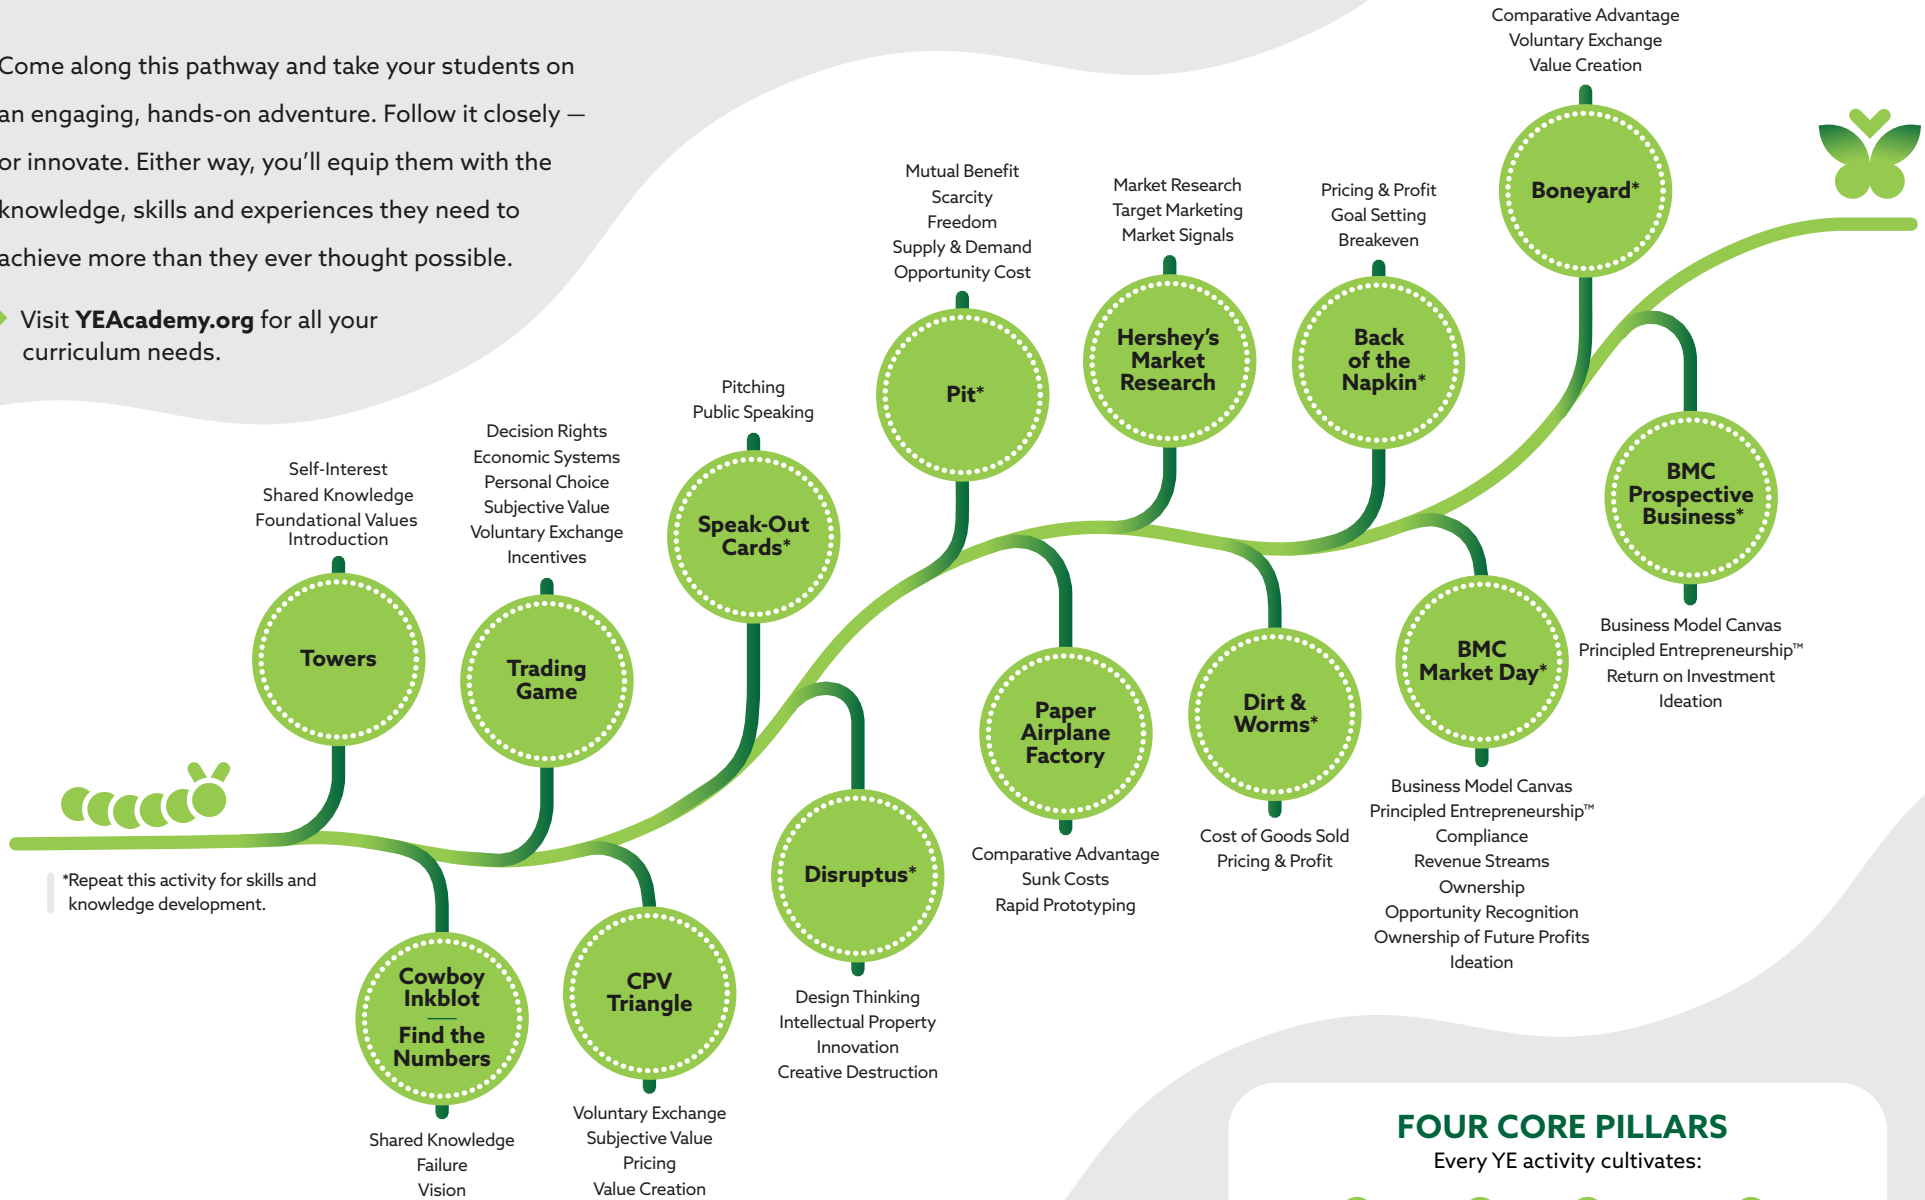 Come along this pathway and take your students on
an engaging, hands-on adventure. Follow it closely —
or innovate. Either way, you’ll equip them with the
knowledge, skills and experiences they need to
achieve more than they ever thought possible.
Visit YEAcademy.org for all your
curriculum needs.
Self-Interest
Shared Knowledge
Foundational Values
Introduction
Towers
*Repeat this activity for skills and
knowledge development.
Cowboy
Inkblot
Find the
Numbers
Shared Knowledge
Failure
Vision
Decision Rights
Economic Systems
Personal Choice
Subjective Value
Voluntary Exchange
Incentives
Trading
Game
CPV
Triangle
Voluntary Exchange
Subjective Value
Pricing
Value Creation
Pitching
Public Speaking
Speak-Out
Cards*
Disruptus*
Design Thinking
Intellectual Property
Innovation
Creative Destruction
Mutual Benefit
Scarcity
Freedom
Supply & Demand
Opportunity Cost
Pit*
Paper
Airplane
Factory
Comparative Advantage
Sunk Costs
Rapid Prototyping
Market Research
Target Marketing
Market Signals
Hershey’s
Market
Research
Dirt &
Worms*
Cost of Goods Sold
Pricing & Profit
Pricing & Profit
Goal Setting
Breakeven
Back
of the
Napkin*
BMC
Market Day*
Business Model Canvas
Principled Entrepreneurship™
Compliance
Revenue Streams
Ownership
Opportunity Recognition
Ownership of Future Profits
Ideation
Comparative Advantage
Voluntary Exchange
Value Creation
Boneyard*
BMC
Prospective
Business*
Business Model Canvas
Principled Entrepreneurship™
Return on Investment
Ideation
FOUR CORE PILLARS
Every YE activity cultivates: